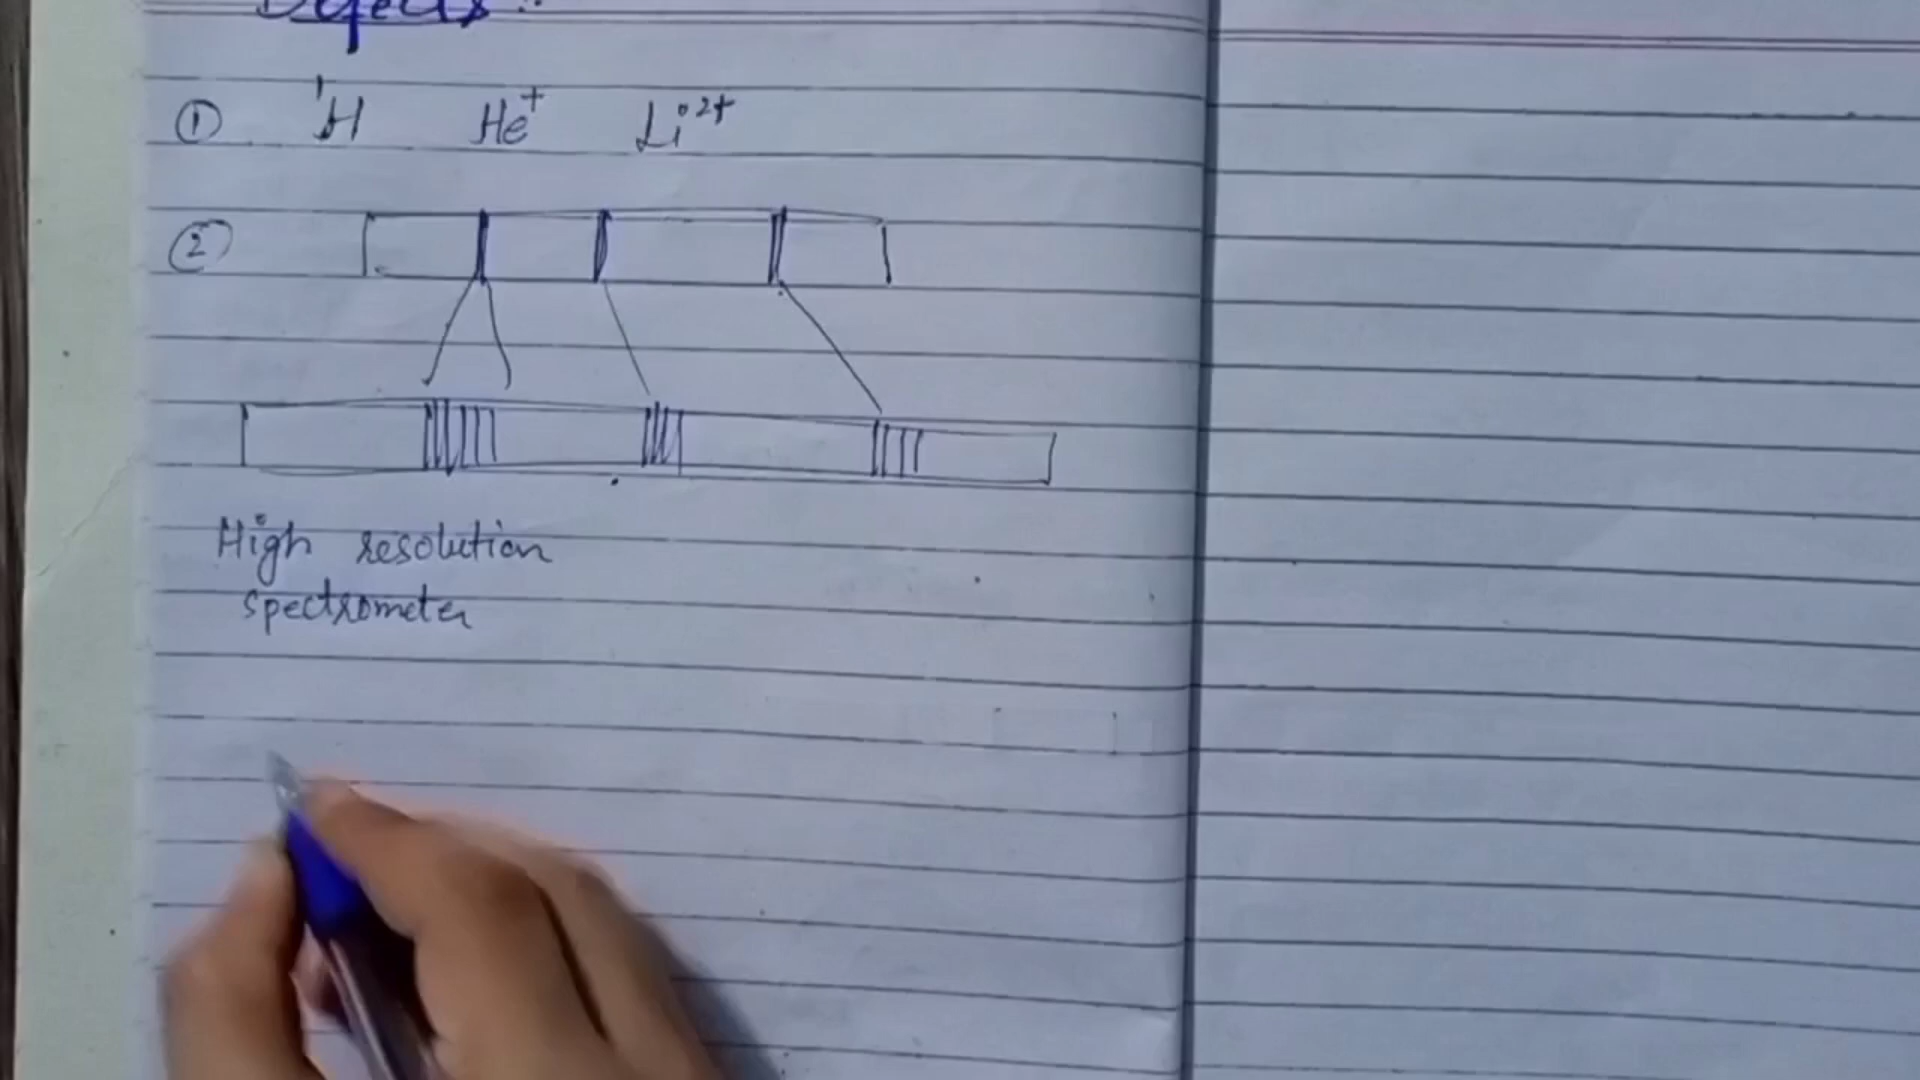 Defects :
① ¹H He⁺ Li²⁺
②
High resolution
spectrometer